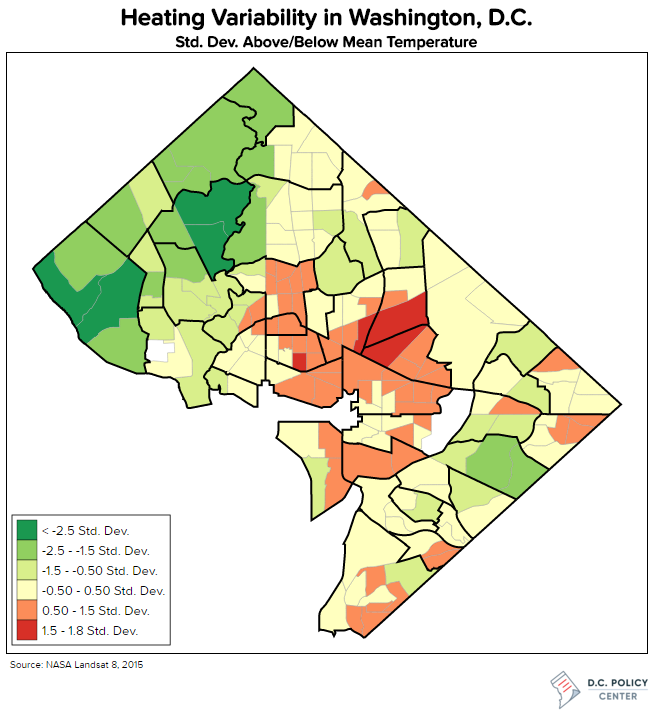 Heating Variability in Washington, D.C.
Std. Dev. Above/Below Mean Temperature
< -2.5 Std. Dev.
-2.5 - -1.5 Std. Dev.
-1.5 - -0.50 Std. Dev.
-0.50 - 0.50 Std. Dev.
0.50 - 1.5 Std. Dev.
1.5 - 1.8 Std. Dev.
Source: NASA Landsat 8, 2015
D.C. POLICY
CENTER